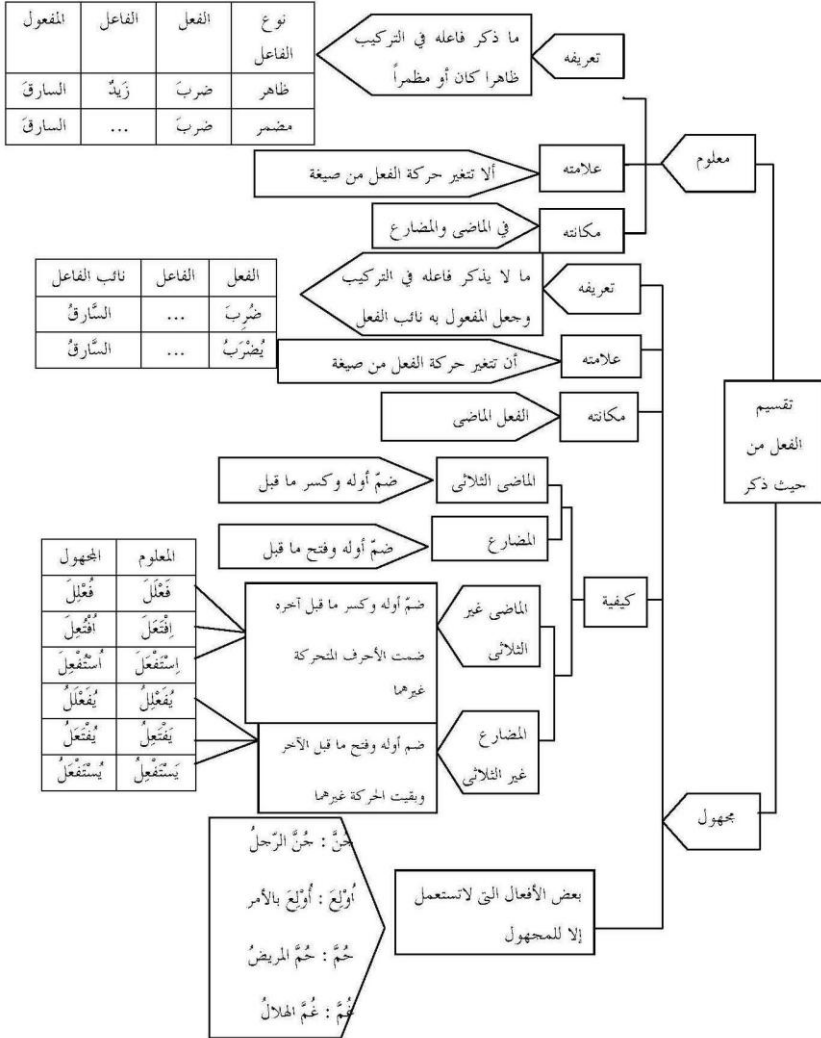 تقسيم
الفعل من
حيث ذكر
معلوم
تعريفه
ما ذكر فاعله في التركيب
ظاهرا كان أو مظمراً
نوع الفاعل الفعل الفاعل المفعول
ظاهر ضربَ زَيدٌ السارقَ
مضمر ضربَ ... السارقَ
علامته
ألا تتغير حركة الفعل من صيغة
مكانته
في الماضى والمضارع
مجهول
تعريفه
ما لا يذكر فاعله في التركيب
وجعل المفعول به نائب الفعل
الفعل الفاعل نائب الفاعل
ضُرِبَ ... السَّارقُ
يُضْرَبُ ... السَّارقُ
علامته
أن تتغير حركة الفعل من صيغة
مكانته
الفعل الماضى
كيفية
الماضى الثلاثى
ضمّ أوله وكسر ما قبل
المضارع
ضمّ أوله وفتح ما قبل
الماضى غير
الثلاثى
ضمّ أوله وكسر ما قبل آخره
ضمت الأحرف المتحركة
غيرهما
المضارع
غير الثلاثى
ضم أوله وفتح ما قبل الآخر
وبقيت الحركة غيرهما
المعلوم المجهول
فَعْلَلَ فُعْلِلَ
اِفْتَعَلَ اُفْتُعِلَ
اِسْتَفْعَلَ اُسْتُفْعِلَ
يُفَعْلِلُ يُفَعْلَلُ
يَفْتَعِلُ يُفْتَعَلُ
يَسْتَفْعِلُ يُسْتَفْعَلُ
بعض الأفعال التى لاتستعمل
إلا للمجهول
جُنَّ : جُنَّ الرّجلُ
اُوْلِعَ : أُوْلِعَ بالأمر
حُمَّ : حُمَّ المريضُ
غُمَّ : غُمَّ الهلالُ